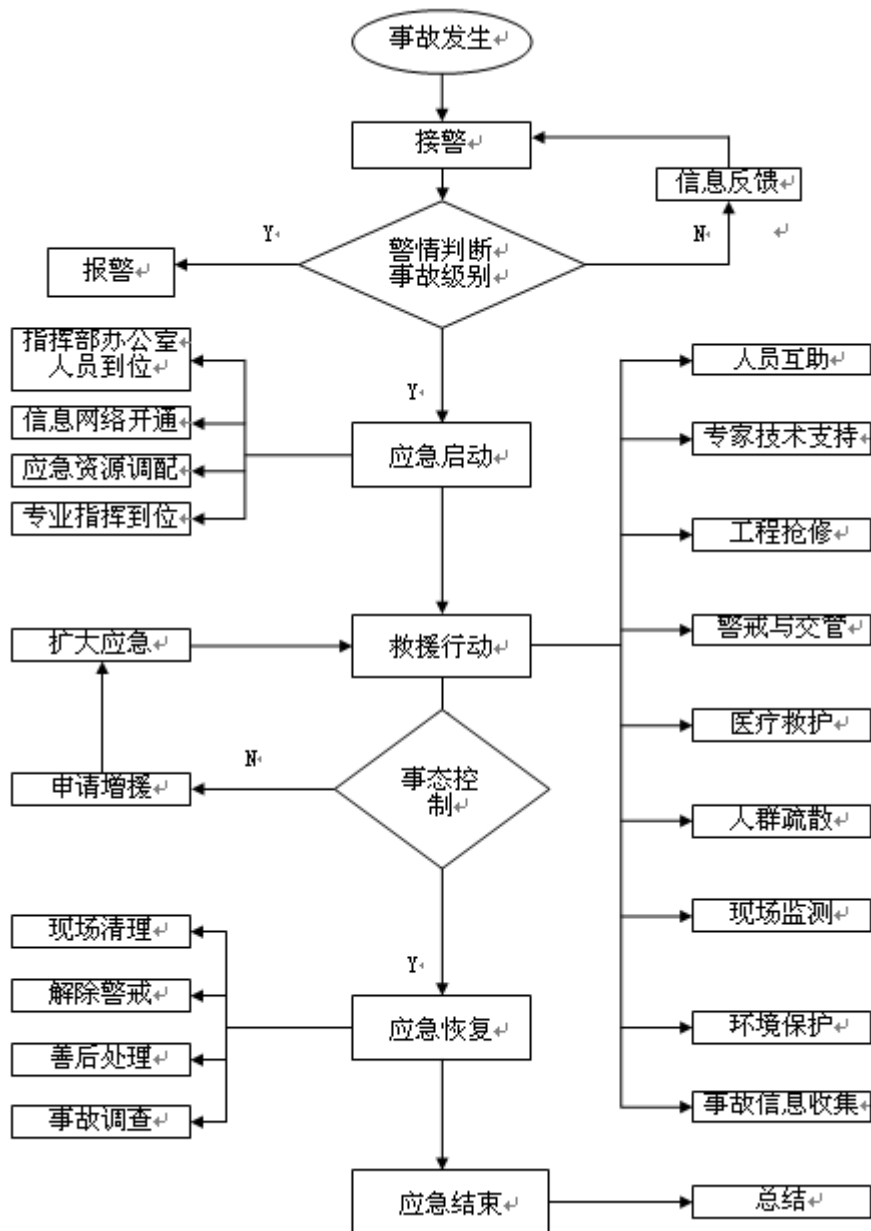 事故发生
接警
信息反馈
Y
N
警情判断
事故级别
报警
指挥部办公室
人员到位
人员互助
Y
信息网络开通
专家技术支持
应急启动
应急资源调配
专业指挥到位
工程抢修
扩大应急
救援行动
警戒与交管
医疗救护
N
申请增援
事态控
制
人群疏散
现场监测
现场清理
Y
解除警戒
应急恢复
环境保护
善后处理
事故信息收集
事故调查
应急结束
总结